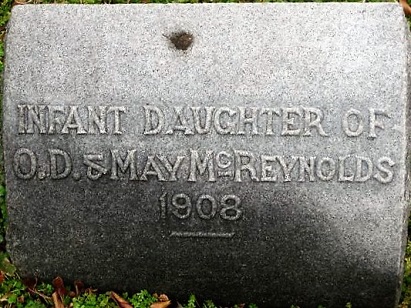 INFANT DAUGHTER OF
O.D. & MAY McREYNOLDS
1908